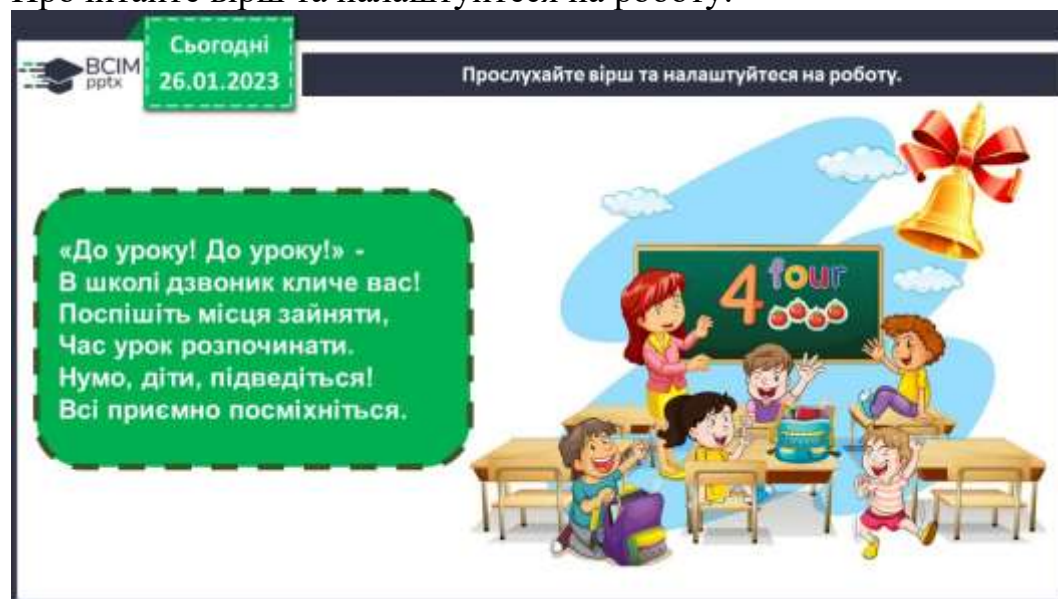 Прочитайте вірш та налаштуйтеся на роботу.
Сьогодні
26.01.2023
ВСІМ
pptx
Прослухайте вірш та налаштуйтеся на роботу.
«До уроку! До уроку!» -
В школі дзвоник кличе вас!
Поспішіть місця зайняти,
Час урок розпочинати.
Нумо, діти, підведіться!
Всі приємно посміхніться.
4 four